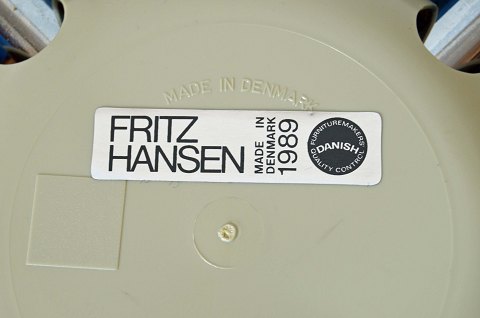 MADE IN DENMARK
FRITZ
HANSEN
MADE IN
DENMARK
1989
FURNITUREMAKERS'
DANISH
QUALITY CONTROL